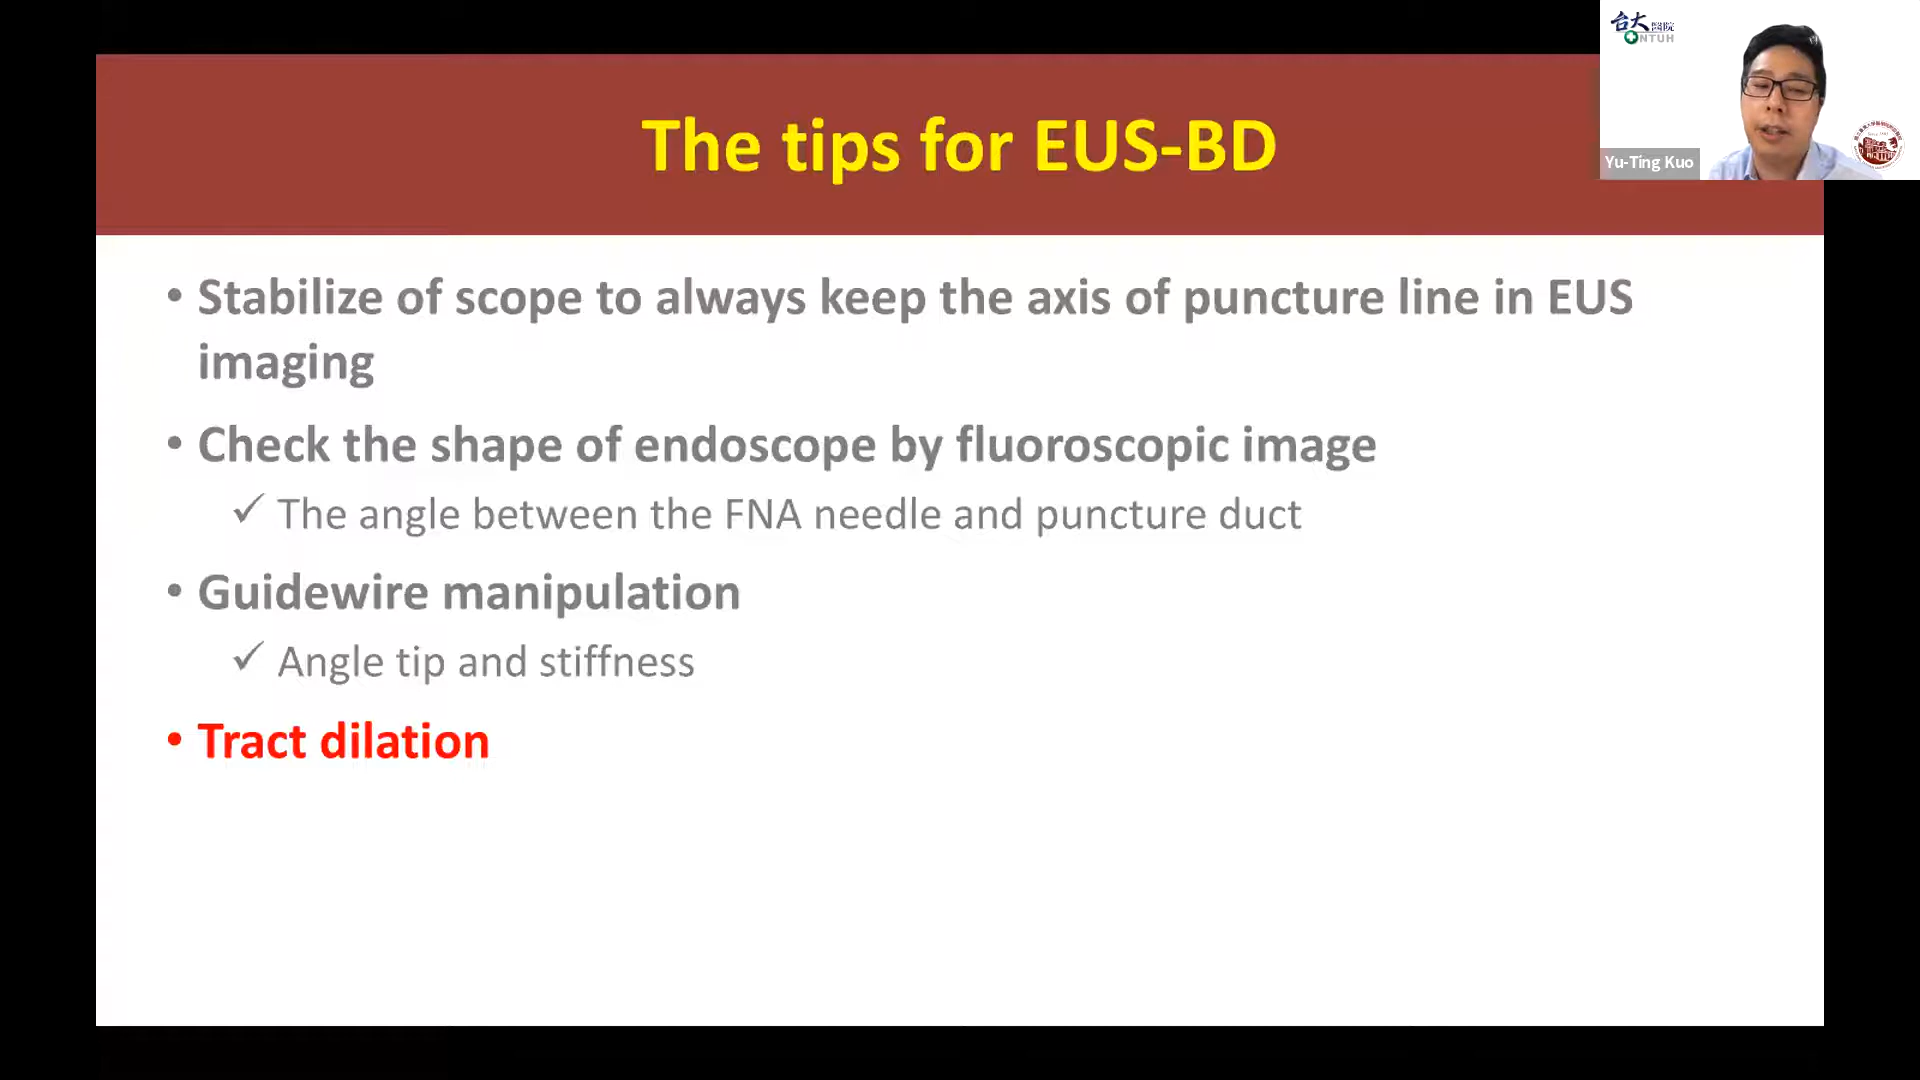 台大醫院
NTUH
Yu-Ting Kuo
The tips for EUS-BD
• Stabilize of scope to always keep the axis of puncture line in EUS
imaging
• Check the shape of endoscope by fluoroscopic image
✓ The angle between the FNA needle and puncture duct
• Guidewire manipulation
✓ Angle tip and stiffness
• Tract dilation